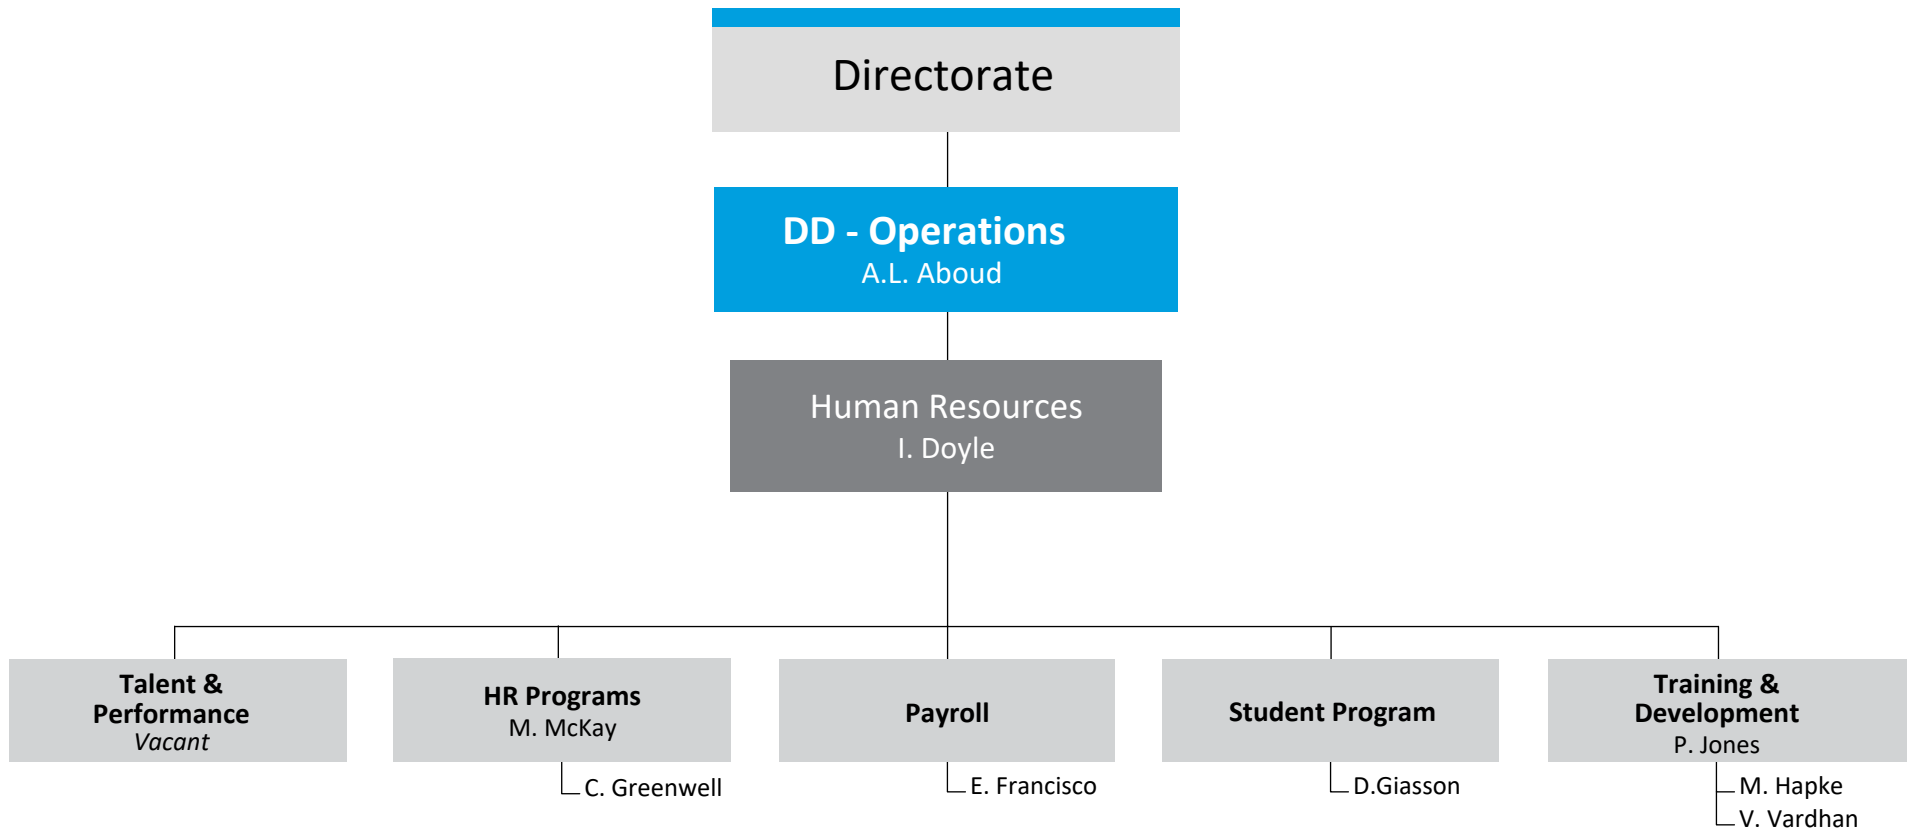 Directorate
DD - Operations
A.L. Aboud
Human Resources
I. Doyle
Talent &
Performance
Vacant
HR Programs
M. McKay
C. Greenwell
Payroll
E. Francisco
Student Program
D.Giasson
Training &
Development
P. Jones
M. Hapke
V. Vardhan